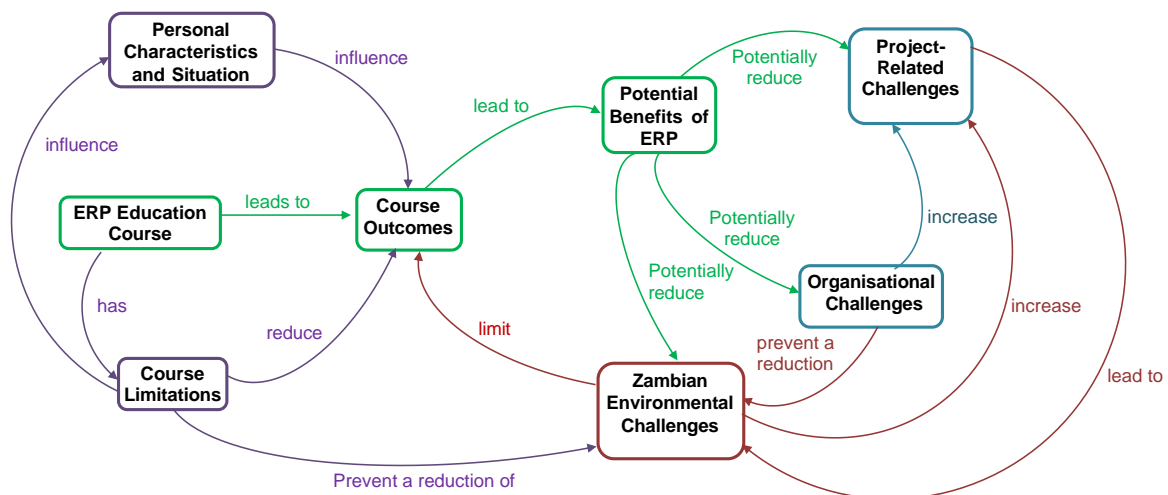 Personal
Characteristics
and Situation
influence
influence
ERP Education
Course
leads to
Course
Outcomes
has
reduce
Course
Limitations
Prevent a reduction of
lead to
Potential
Benefits of
ERP
Potentially
reduce
Project-
Related
Challenges
Potentially
reduce
Potentially
reduce
increase
Organisational
Challenges
increase
limit
prevent a
reduction
Zambian
Environmental
Challenges
lead to